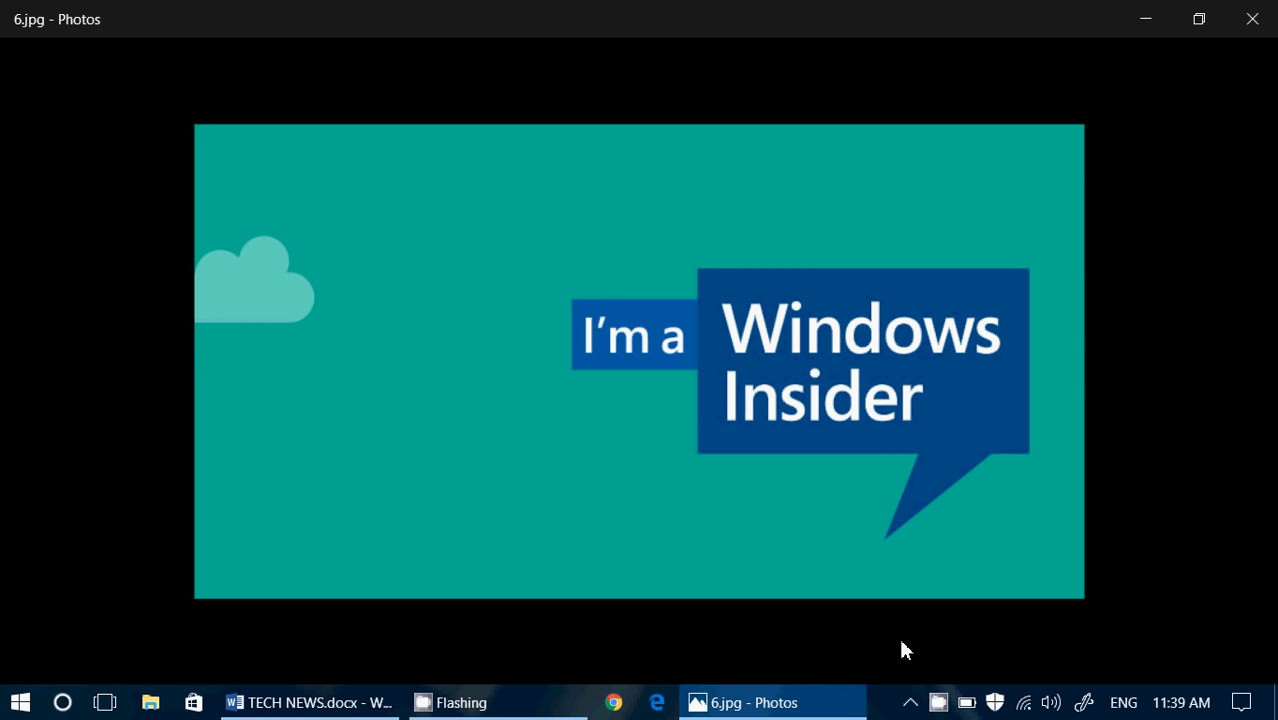 6.jpg - Photos
I'm a
Windows
Insider
TECH NEWS.docx - W...
Flashing
6.jpg - Photos
ENG
11:39 AM